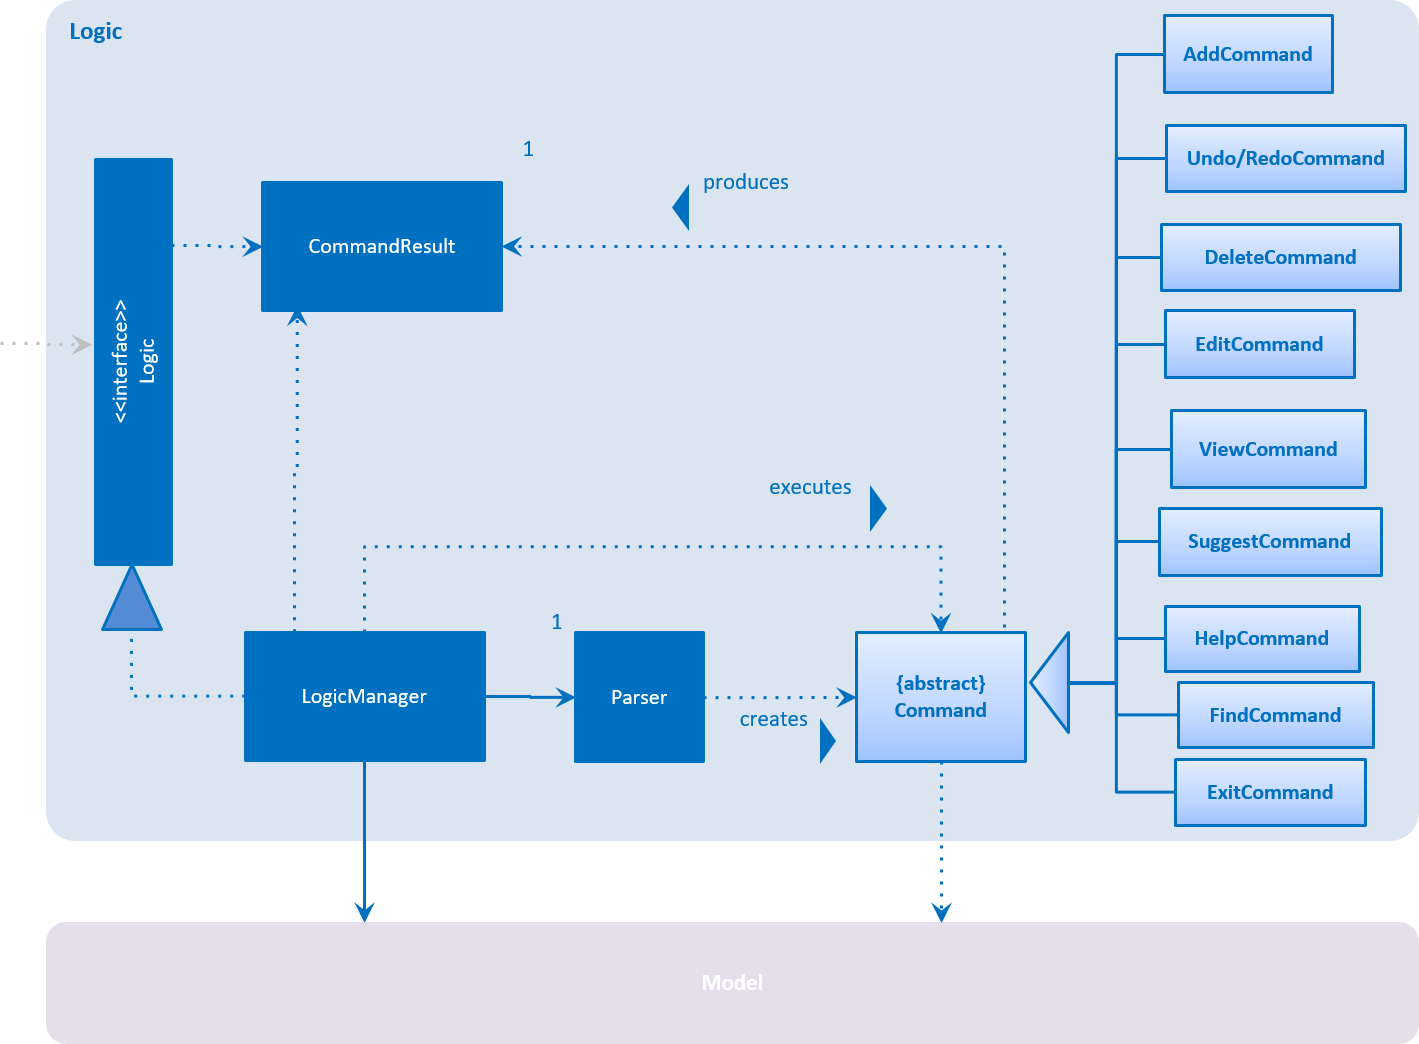 Logic
AddCommand
1
Undo/RedoCommand
produces
CommandResult
DeleteCommand
<<interface>>
Logic
EditCommand
ViewCommand
executes
SuggestCommand
1
HelpCommand
LogicManager
Parser
creates
{abstract}
Command
FindCommand
ExitCommand
Model